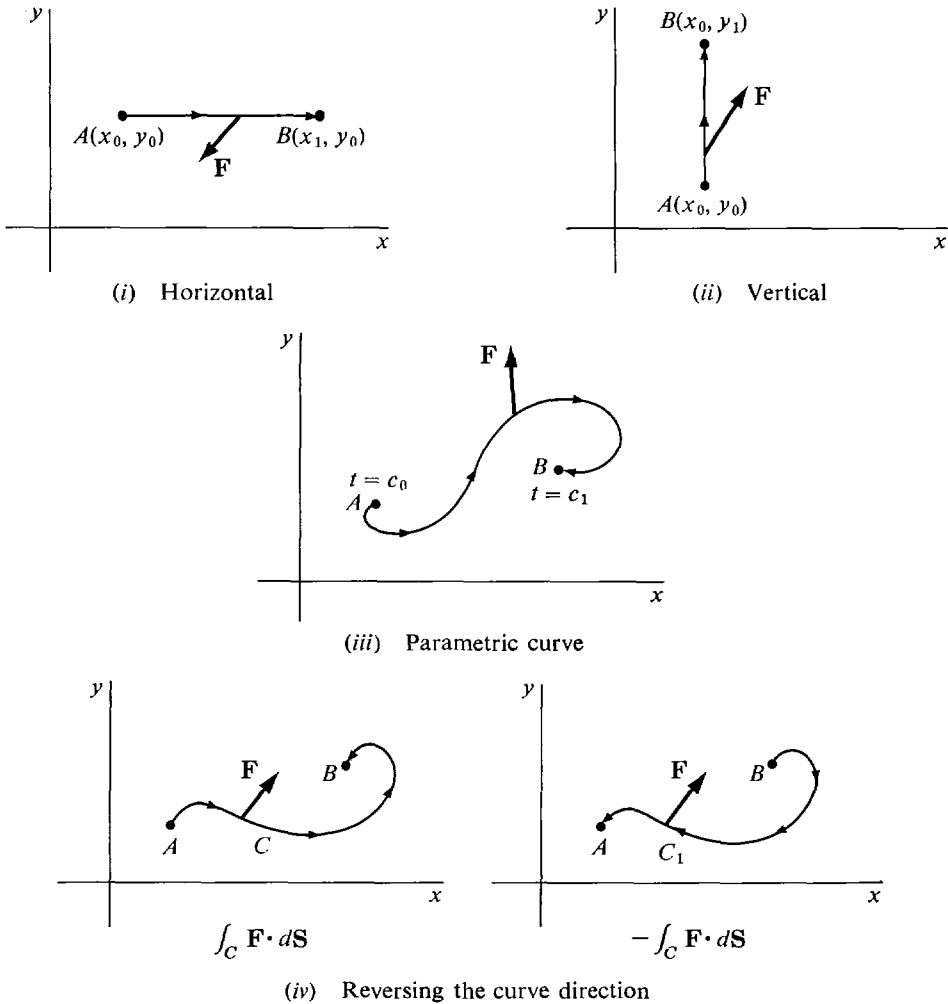 y
A(x₀, y₀)
B(x₁, y₀)
F
x
(i) Horizontal
y
B(x₀, y₁)
F
A(x₀, y₀)
x
(ii) Vertical
y
F
t = c₀
A
B
t = c₁
x
(iii) Parametric curve
y
F
B
A
C
x
∫_C F · dS
y
F
B
A
C₁
x
− ∫_C F · dS
(iv) Reversing the curve direction